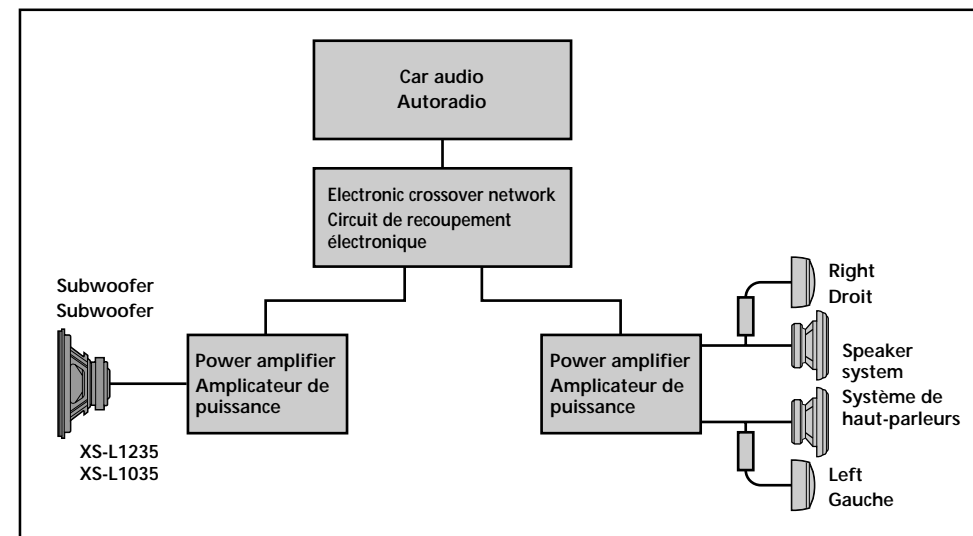 Car audio
Autoradio
Electronic crossover network
Circuit de recoupement
électronique
Subwoofer
Subwoofer
XS-L1235
XS-L1035
Power amplifier
Amplicateur de
puissance
Power amplifier
Amplicateur de
puissance
Right
Droit
Speaker
system
Système de
haut-parleurs
Left
Gauche